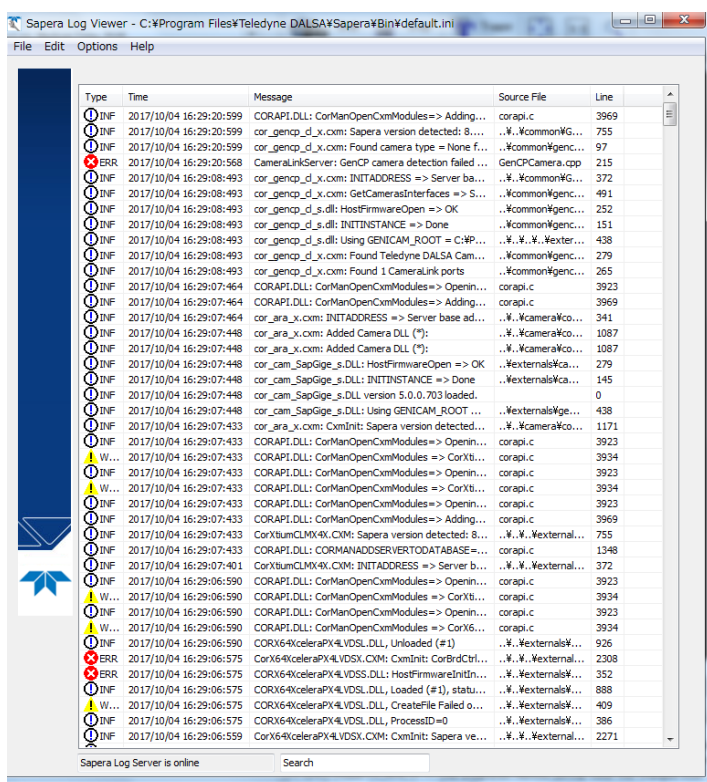 Sapera Log Viewer - C:¥Program Files¥Teledyne DALSA¥Sapera¥Bin¥default.ini
File Edit Options Help
Type Time Message Source File Line
INF 2017/10/04 16:29:20:599 CORAPI.DLL: CorManOpenCxmModules=> Adding... corapi.c 3969
INF 2017/10/04 16:29:20:599 cor_gencp_cl_x.cxm: Sapera version detected: 8.... ..¥..¥common¥G... 755
INF 2017/10/04 16:29:20:599 cor_gencp_cl_x.cxm: Found camera type = None f... ..¥common¥genc... 97
ERR 2017/10/04 16:29:20:568 CameraLinkServer: GenCP camera detection failed ... GenCPCamera.cpp 215
INF 2017/10/04 16:29:08:493 cor_gencp_cl_x.cxm: INITADDRESS => Server ba... ..¥..¥common¥G... 372
INF 2017/10/04 16:29:08:493 cor_gencp_cl_x.cxm: GetCamerasInterfaces => S... ..¥common¥genc... 491
INF 2017/10/04 16:29:08:493 cor_gencp_cl_s.dll: HostFirmwareOpen => OK ..¥common¥genc... 252
INF 2017/10/04 16:29:08:493 cor_gencp_cl_s.dll: INITINSTANCE => Done ..¥common¥genc... 151
INF 2017/10/04 16:29:08:493 cor_gencp_cl_s.dll: Using GENICAM_ROOT = C:¥P... ..¥..¥..¥..¥exter... 438
INF 2017/10/04 16:29:08:493 cor_gencp_cl_x.cxm: Found Teledyne DALSA Cam... ..¥common¥genc... 279
INF 2017/10/04 16:29:08:493 cor_gencp_cl_x.cxm: Found 1 CameraLink ports ..¥common¥genc... 265
INF 2017/10/04 16:29:07:464 CORAPI.DLL: CorManOpenCxmModules=> Openin... corapi.c 3923
INF 2017/10/04 16:29:07:464 CORAPI.DLL: CorManOpenCxmModules=> Adding... corapi.c 3969
INF 2017/10/04 16:29:07:464 cor_ara_x.cxm: INITADDRESS => Server base ad... ..¥..¥camera¥co... 341
INF 2017/10/04 16:29:07:448 cor_ara_x.cxm: Added Camera DLL (*): ..¥..¥camera¥co... 1087
INF 2017/10/04 16:29:07:448 cor_ara_x.cxm: Added Camera DLL (*): ..¥..¥camera¥co... 1087
INF 2017/10/04 16:29:07:448 cor_cam_SapGige_s.DLL: HostFirmwareOpen => OK ..¥externals¥ca... 279
INF 2017/10/04 16:29:07:448 cor_cam_SapGige_s.DLL: INITINSTANCE => Done ..¥externals¥ca... 145
INF 2017/10/04 16:29:07:448 cor_cam_SapGige_s.DLL version 5.0.0.703 loaded. 0
INF 2017/10/04 16:29:07:448 cor_cam_SapGige_s.DLL: Using GENICAM_ROOT ... ..¥externals¥ge... 438
INF 2017/10/04 16:29:07:433 cor_ara_x.cxm: CxmInit: Sapera version detected... ..¥..¥camera¥co... 1171
INF 2017/10/04 16:29:07:433 CORAPI.DLL: CorManOpenCxmModules=> Openin... corapi.c 3923
W... 2017/10/04 16:29:07:433 CORAPI.DLL: CorManOpenCxmModules => CorXti... corapi.c 3934
INF 2017/10/04 16:29:07:433 CORAPI.DLL: CorManOpenCxmModules=> Openin... corapi.c 3923
W... 2017/10/04 16:29:07:433 CORAPI.DLL: CorManOpenCxmModules => CorXti... corapi.c 3934
INF 2017/10/04 16:29:07:433 CORAPI.DLL: CorManOpenCxmModules=> Openin... corapi.c 3923
INF 2017/10/04 16:29:07:433 CORAPI.DLL: CorManOpenCxmModules=> Adding... corapi.c 3969
INF 2017/10/04 16:29:07:433 CorXtiumCLMX4X.CXM: Sapera version detected: 8... ..¥..¥..¥external... 755
INF 2017/10/04 16:29:07:433 CORAPI.DLL: CORMANADDSERVERTODATABASE=... corapi.c 1348
INF 2017/10/04 16:29:07:401 CorXtiumCLMX4X.CXM: INITADDRESS => Server b... ..¥..¥..¥external... 372
INF 2017/10/04 16:29:06:590 CORAPI.DLL: CorManOpenCxmModules=> Openin... corapi.c 3923
W... 2017/10/04 16:29:06:590 CORAPI.DLL: CorManOpenCxmModules => CorXti... corapi.c 3934
INF 2017/10/04 16:29:06:590 CORAPI.DLL: CorManOpenCxmModules=> Openin... corapi.c 3923
W... 2017/10/04 16:29:06:590 CORAPI.DLL: CorManOpenCxmModules => CorX6... corapi.c 3934
INF 2017/10/04 16:29:06:590 CORX64XceleraPX4LVDSL.DLL, Unloaded (#1) ..¥..¥externals¥... 926
ERR 2017/10/04 16:29:06:575 CorX64XceleraPX4LVDSX.CXM: CxmInit: CorBrdCtrl... ..¥..¥..¥external... 2308
ERR 2017/10/04 16:29:06:575 CORX64XceleraPX4LVDSS.DLL: HostFirmwareInitIn... ..¥..¥externals¥... 352
INF 2017/10/04 16:29:06:575 CORX64XceleraPX4LVDSL.DLL, Loaded (#1), statu... ..¥..¥externals¥... 888
W... 2017/10/04 16:29:06:575 CORX64XceleraPX4LVDSL.DLL, CreateFile Failed o... ..¥..¥externals¥... 409
INF 2017/10/04 16:29:06:575 CORX64XceleraPX4LVDSL.DLL, ProcessID=0 ..¥..¥externals¥... 386
INF 2017/10/04 16:29:06:559 CorX64XceleraPX4LVDSX.CXM: CxmInit: Sapera ve... ..¥..¥..¥external... 2271
Sapera Log Server is online Search